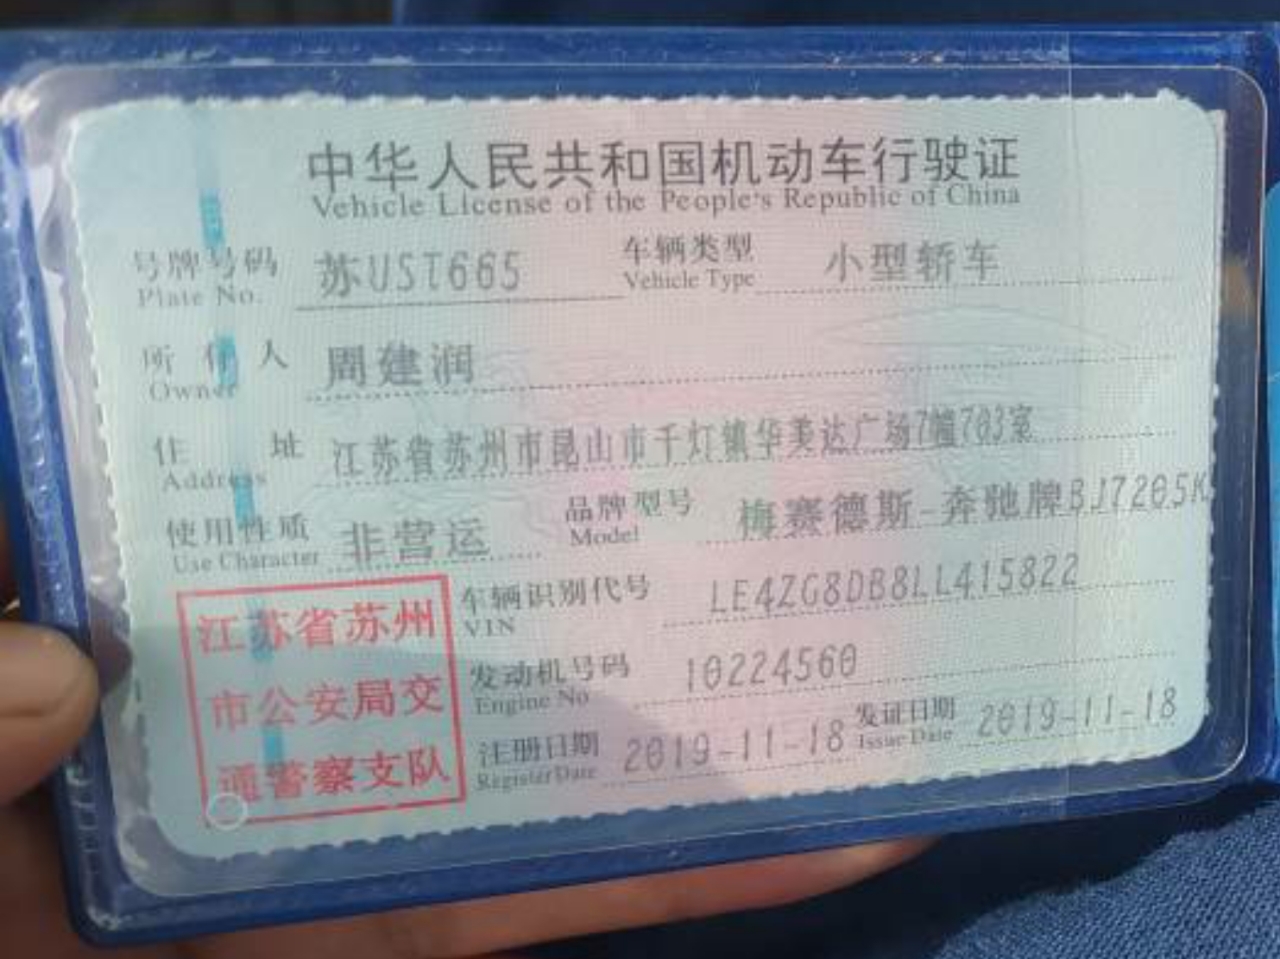 中华人民共和国机动车行驶证
Vehicle License of the People's Republic of China
号牌号码 苏UST665 车辆类型 小型轿车
Plate No. Vehicle Type
所有人 周建润
Owner
住址 江苏省苏州市昆山市千灯镇华美达广场7幢703室
Address
使用性质 非营运 品牌型号 梅赛德斯-奔驰牌BJ7205K
Use Character Model
车辆识别代号 LE4ZG8DB8LL415822
VIN
发动机号码 10224560
Engine No
注册日期 2019-11-18 发证日期 2019-11-18
Register Date Issue Date
江苏省苏州
市公安局交
通警察支队